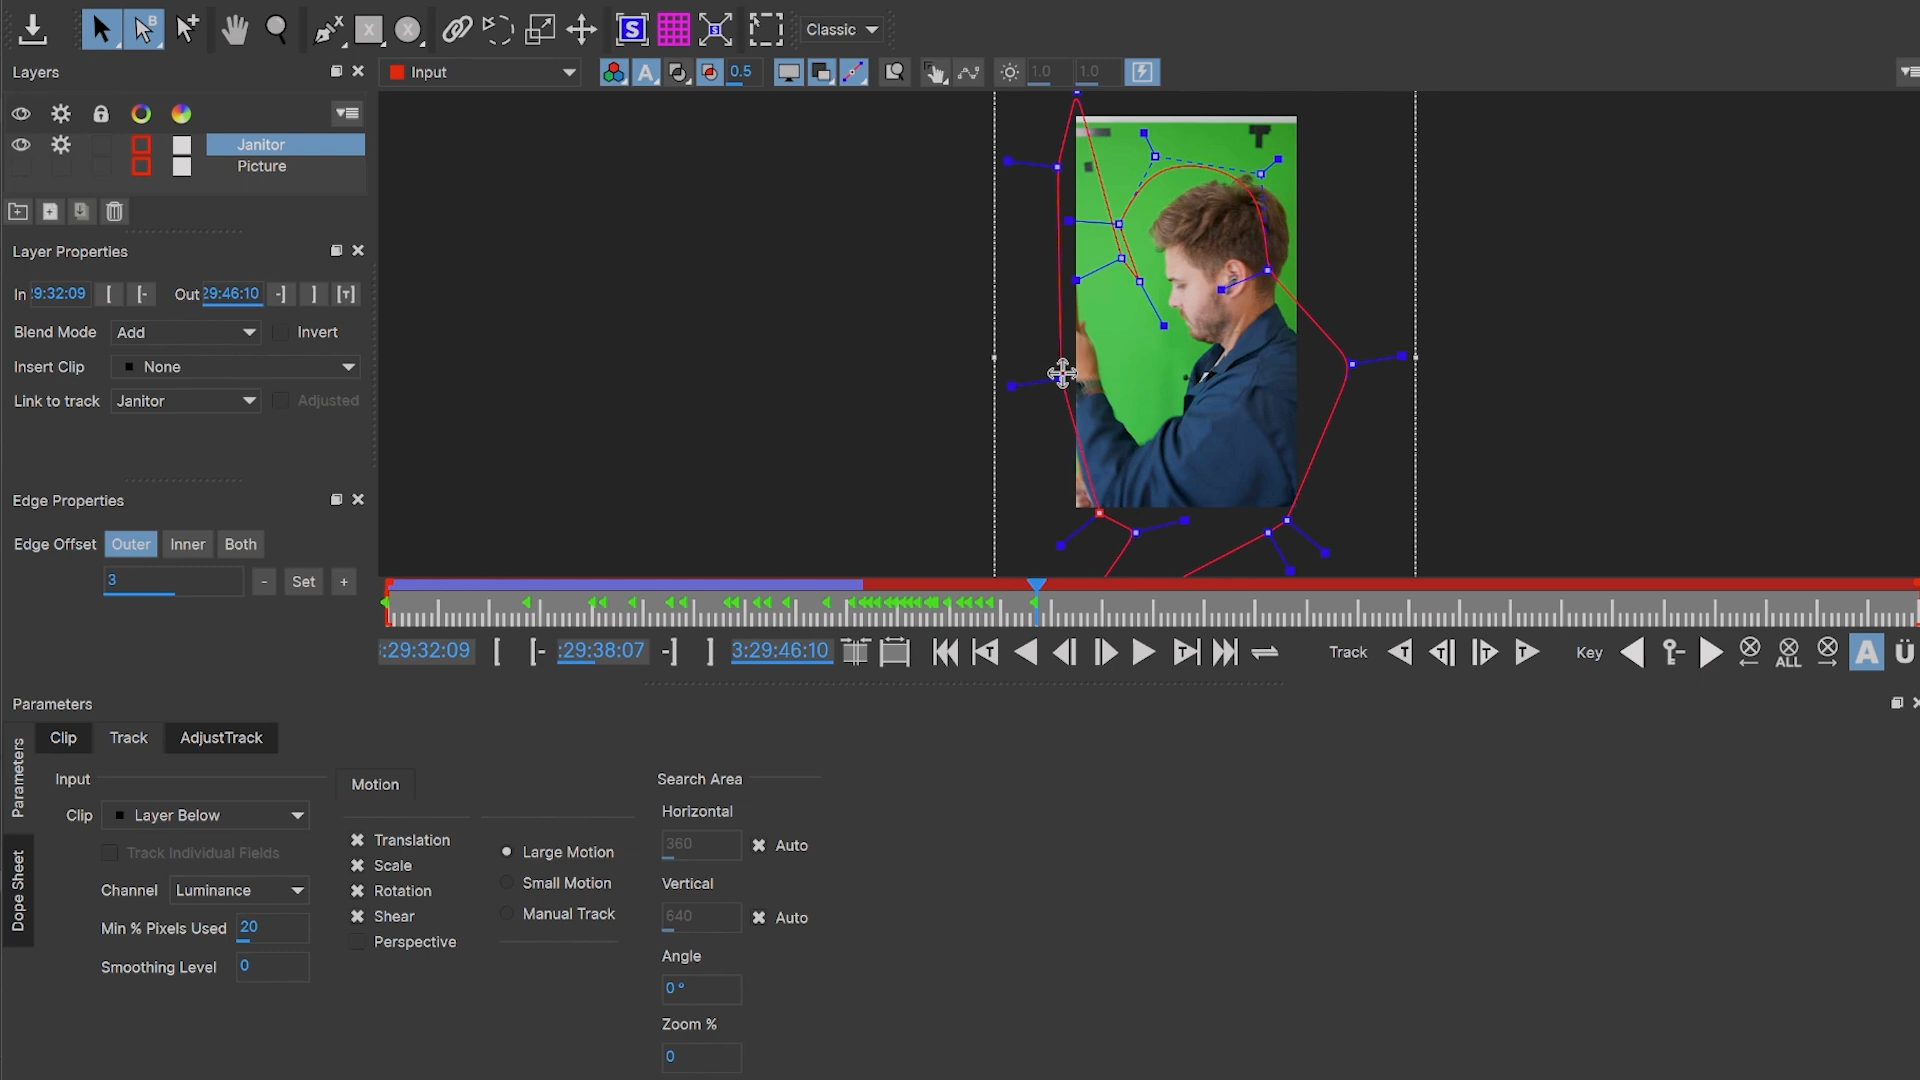 Classic
Layers
Input
A
0.5
1.0
1.0
Janitor
Picture
Layer Properties
In :9:32:09 [ [- Out 29:46:10 -] ] [T]
Blend Mode Add Invert
Insert Clip None
Link to track Janitor Adjusted
Edge Properties
Edge Offset Outer Inner Both
3 - Set +
:29:32:09 [ [- :29:38:07 -] ] 3:29:46:10 Track Key ALL A Ü
Parameters
Clip Track AdjustTrack
Parameters
Dope Sheet
Input
Clip Layer Below
Track Individual Fields
Channel Luminance
Min % Pixels Used 20
Smoothing Level 0
Motion
Translation
Scale
Rotation
Shear
Perspective
Large Motion
Small Motion
Manual Track
Search Area
Horizontal
360 Auto
Vertical
640 Auto
Angle
0 °
Zoom %
0